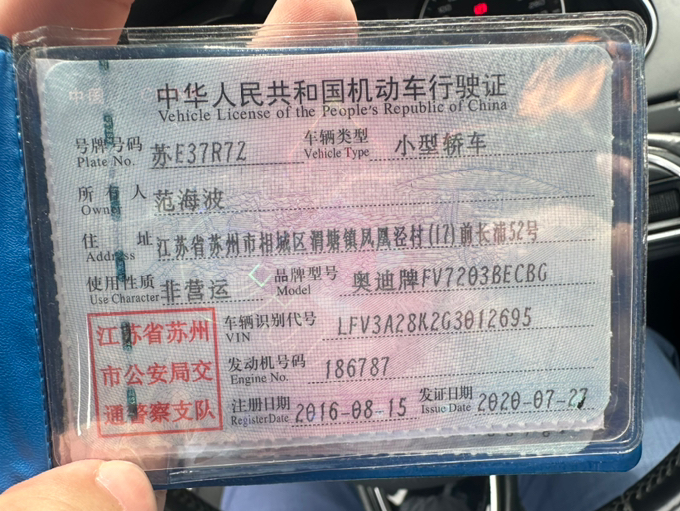 中华人民共和国机动车行驶证
Vehicle License of the People's Republic of China
号牌号码 苏E37R7Z 车辆类型 小型轿车
Plate No. Vehicle Type
所有人 范海波
Owner
住址 江苏省苏州市相城区渭塘镇凤凰泾村(12)前长浦52号
Address
使用性质 非营运 品牌型号 奥迪牌FV7203BECBG
Use Character Model
江苏省苏州
市公安局交
通警察支队
车辆识别代号 LFV3A28K2G3012695
VIN
发动机号码 186787
Engine No.
注册日期 2016-08-15 发证日期 2020-07-27
RegisterDate Issue Date